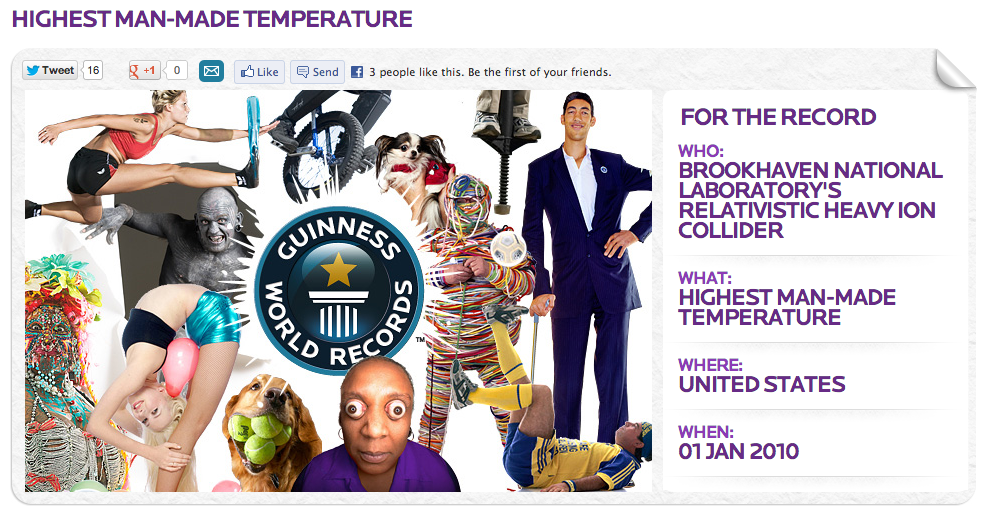 HIGHEST MAN-MADE TEMPERATURE
Tweet 16 g +1 0 Like Send f 3 people like this. Be the first of your friends.
GUINNESS
WORLD RECORDS
TM
FOR THE RECORD
WHO:
BROOKHAVEN NATIONAL
LABORATORY'S
RELATIVISTIC HEAVY ION
COLLIDER
WHAT:
HIGHEST MAN-MADE
TEMPERATURE
WHERE:
UNITED STATES
WHEN:
01 JAN 2010